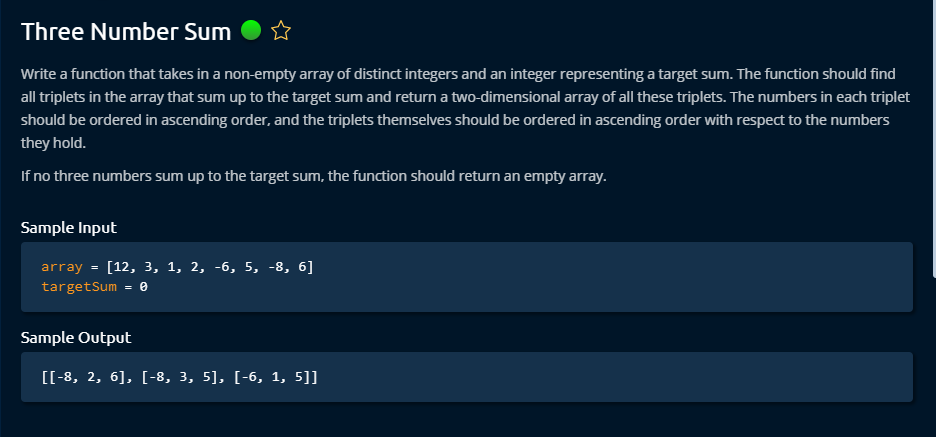 Three Number Sum
Write a function that takes in a non-empty array of distinct integers and an integer representing a target sum. The function should find
all triplets in the array that sum up to the target sum and return a two-dimensional array of all these triplets. The numbers in each triplet
should be ordered in ascending order, and the triplets themselves should be ordered in ascending order with respect to the numbers
they hold.
If no three numbers sum up to the target sum, the function should return an empty array.
Sample Input
array = [12, 3, 1, 2, -6, 5, -8, 6]
targetSum = 0
Sample Output
[[-8, 2, 6], [-8, 3, 5], [-6, 1, 5]]